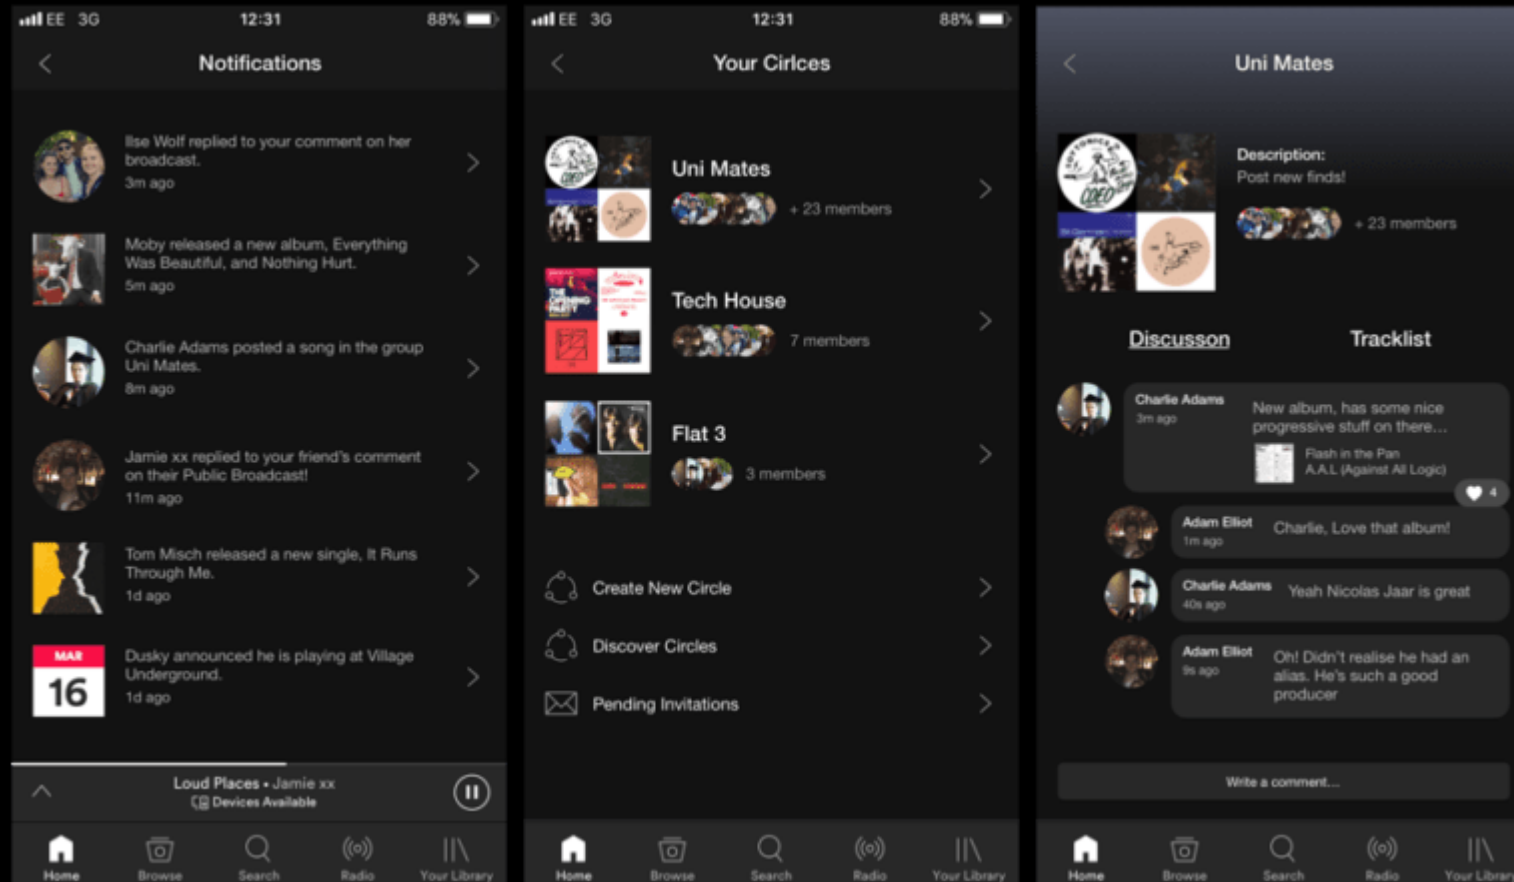 EE 3G 12:31 88%
Notifications
Ilse Wolf replied to your comment on her
broadcast.
3m ago
Moby released a new album, Everything
Was Beautiful, and Nothing Hurt.
5m ago
Charlie Adams posted a song in the group
Uni Mates.
8m ago
Jamie xx replied to your friend's comment
on their Public Broadcast!
11m ago
Tom Misch released a new single, It Runs
Through Me.
1d ago
MAR
16
Dusky announced he is playing at Village
Underground.
1d ago
Loud Places • Jamie xx
Devices Available
Home Browse Search Radio Your Library
EE 3G 12:31 88%
Your Cirlces
Uni Mates
+ 23 members
THE
OPENING
PARTY
Tech House
7 members
Flat 3
3 members
Create New Circle
Discover Circles
Pending Invitations
Home Browse Search Radio Your Library
Uni Mates
COEO
St Germain
Description:
Post new finds!
+ 23 members
Discusson Tracklist
Charlie Adams
3m ago
New album, has some nice
progressive stuff on there...
Flash in the Pan
A.A.L (Against All Logic)
4
Adam Elliot
1m ago
Charlie, Love that album!
Charlie Adams
40s ago
Yeah Nicolas Jaar is great
Adam Elliot
9s ago
Oh! Didn't realise he had an
alias. He's such a good
producer
Write a comment...
Home Browse Search Radio Your Library